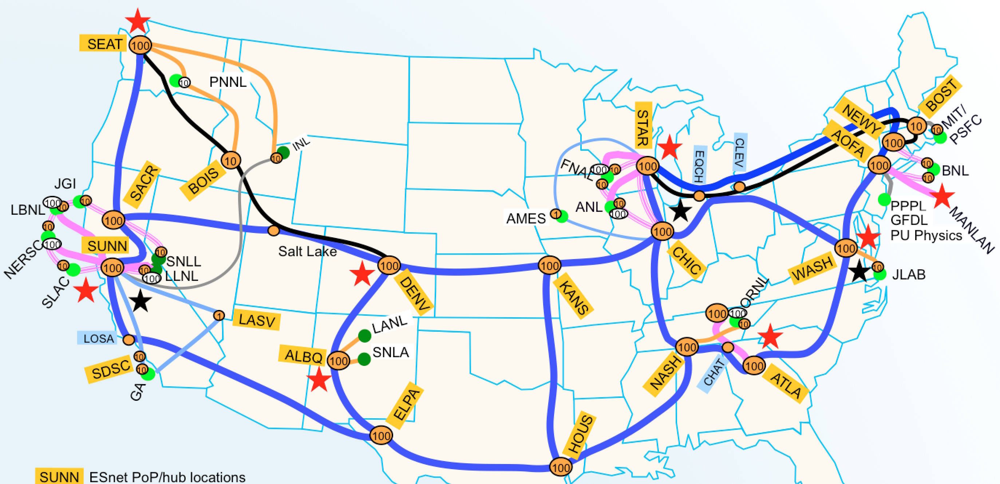 SEAT
100
10
PNNL
INL
10
10
BOIS
SACR
JGI
10
100
10
LBNL
100
10
SUNN
NERSC
100
10
SLAC
100
10
SNLL
10
LLNL
100
Salt Lake
100
DENV
LOSA
1
LASV
10
SDSC
10
GA
ALBQ
100
LANL
SNLA
ELPA
100
100
KANS
HOUS
100
STAR
100
FNAL
100
10
10
ANL
10
100
AMES
1
100
CHIC
EQCH
CLEV
NEWY
AOFA
BOST
10
10
MIT/
PSFC
100
100
10
BNL
10
MANLAN
PPPL
GFDL
PU Physics
100
WASH
10
JLAB
ORNL
100
100
10
100
NASH
CHAT
100
ATLA
SUNN ESnet PoP/hub locations